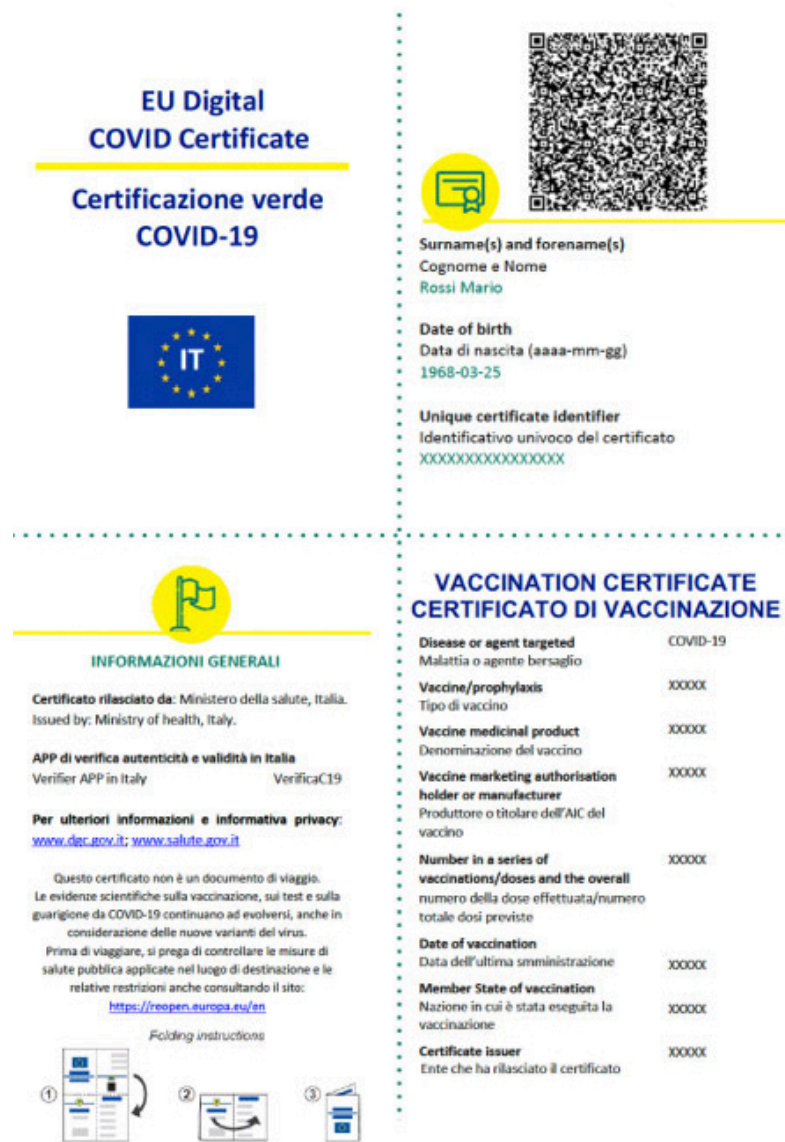 EU Digital
COVID Certificate
Certificazione verde
COVID-19
IT
Surname(s) and forename(s)
Cognome e Nome
Rossi Mario
Date of birth
Data di nascita (aaaa-mm-gg)
1968-03-25
Unique certificate identifier
Identificativo univoco del certificato
XXXXXXXXXXXXXXXX
INFORMAZIONI GENERALI
Certificato rilasciato da: Ministero della salute, Italia.
Issued by: Ministry of health, Italy.
APP di verifica autenticità e validità in Italia
Verifier APP in Italy VerificaC19
Per ulteriori informazioni e informativa privacy:
www.dgc.gov.it; www.salute.gov.it
Questo certificato non è un documento di viaggio.
Le evidenze scientifiche sulla vaccinazione, sui test e sulla
guarigione da COVID-19 continuano ad evolversi, anche in
considerazione delle nuove varianti del virus.
Prima di viaggiare, si prega di controllare le misure di
salute pubblica applicate nel luogo di destinazione e le
relative restrizioni anche consultando il sito:
https://reopen.europa.eu/en
Folding instructions
1
2
3
VACCINATION CERTIFICATE
CERTIFICATO DI VACCINAZIONE
Disease or agent targeted COVID-19
Malattia o agente bersaglio
Vaccine/prophylaxis XXXXX
Tipo di vaccino
Vaccine medicinal product XXXXX
Denominazione del vaccino
Vaccine marketing authorisation XXXXX
holder or manufacturer
Produttore o titolare dell'AIC del
vaccino
Number in a series of XXXXX
vaccinations/doses and the overall
numero della dose effettuata/numero
totale dosi previste
Date of vaccination
Data dell'ultima smministrazione XXXXX
Member State of vaccination
Nazione in cui è stata eseguita la XXXXX
vaccinazione
Certificate issuer XXXXX
Ente che ha rilasciato il certificato